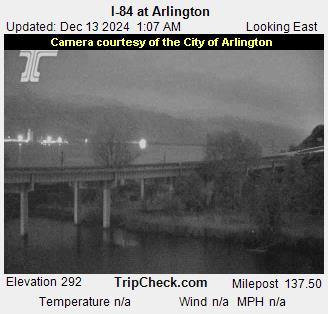 I-84 at Arlington
Updated: Dec 13 2024 1:07 AM Looking East
Camera courtesy of the City of Arlington
Elevation 292 TripCheck.com Milepost 137.50
Temperature n/a Wind n/a MPH n/a